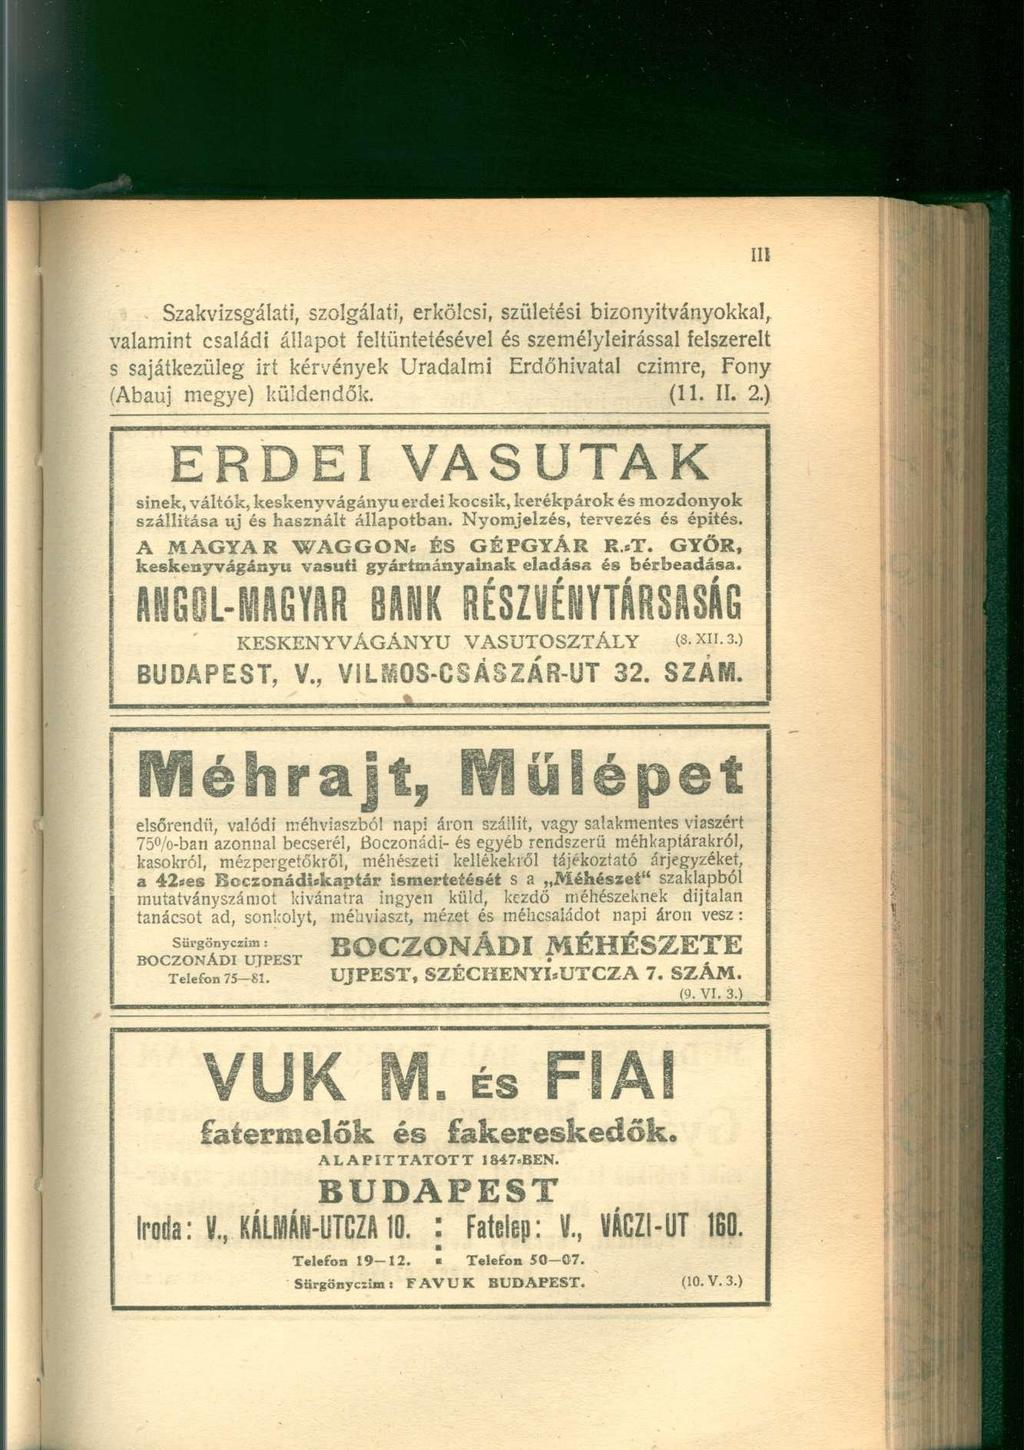 III
Szakvizsgálati, szolgálati, erkölcsi, születési bizonyitványokkal,
valamint családi állapot feltüntetésével és személyleirással felszerelt
s sajátkezüleg irt kérvények Uradalmi Erdőhivatal czimre, Fony
(Abauj megye) küldendők. (11. II. 2.)
ERDEI VASUTAK
sinek, váltók, keskenyvágányu erdei kocsik, kerékpárok és mozdonyok
szállitása uj és használt állapotban. Nyomjelzés, tervezés és épités.
A MAGYAR WAGGON- ÉS GÉPGYÁR R.-T. GYŐR,
keskenyvágányu vasuti gyártmányainak eladása és bérbeadása.
ANGOL-MAGYAR BANK RÉSZVÉNYTÁRSASÁG
KESKENYVÁGÁNYU VASUTOSZTÁLY (8. XII. 3.)
BUDAPEST, V., VILMOS-CSÁSZÁR-UT 32. SZÁM.
Méhrajt, Műlépet
elsőrendü, valódi méhviaszból napi áron szállit, vagy salakmentes viaszért
75%-ban azonnal becserél, Boczonádi- és egyéb rendszerű méhkaptárakról,
kasokról, mézpergetőkről, méhészeti kellékekről tájékoztató árjegyzéket,
a 42-es Boczonádi-kaptár ismertetését s a „Méhészet“ szaklapból
mutatványszámot kivánatra ingyen küld, kezdő méhészeknek dijtalan
tanácsot ad, sonkolyt, méhviaszt, mézet és méhcsaládot napi áron vesz:
Sürgönyczim: BOCZONÁDI MÉHÉSZETE
BOCZONÁDI UJPEST
Telefon 75—81. UJPEST, SZÉCHENYI-UTCZA 7. SZÁM.
(9. VI. 3.)
VUK M. ÉS FIAI
fatermelők és fakereskedők.
ALAPITTATOTT 1847-BEN.
BUDAPEST
Iroda: V., KÁLMÁN-UTCZA 10. : Fatelep: V., VÁCZI-UT 160.
Telefon 19—12. Telefon 50—07.
Sürgönyczim: FAVUK BUDAPEST. (10. V. 3.)